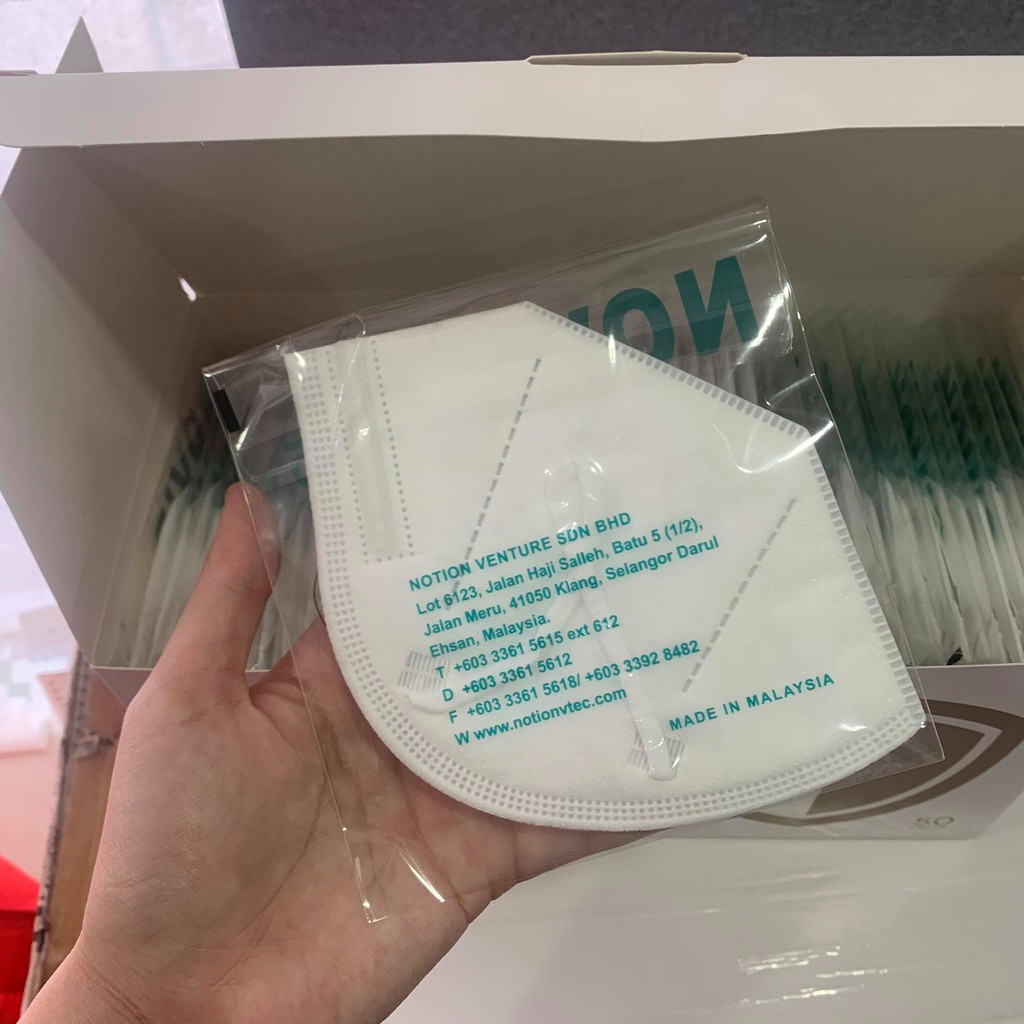 NOTION VENTURE SDN BHD
Lot 6123, Jalan Haji Salleh, Batu 5 (1/2),
Jalan Meru, 41050 Klang, Selangor Darul
Ehsan, Malaysia.
T +603 3361 5615 ext 612
D +603 3361 5612
F +603 3361 5618/ +603 3392 8482
W www.notionvtec.com
MADE IN MALAYSIA
50